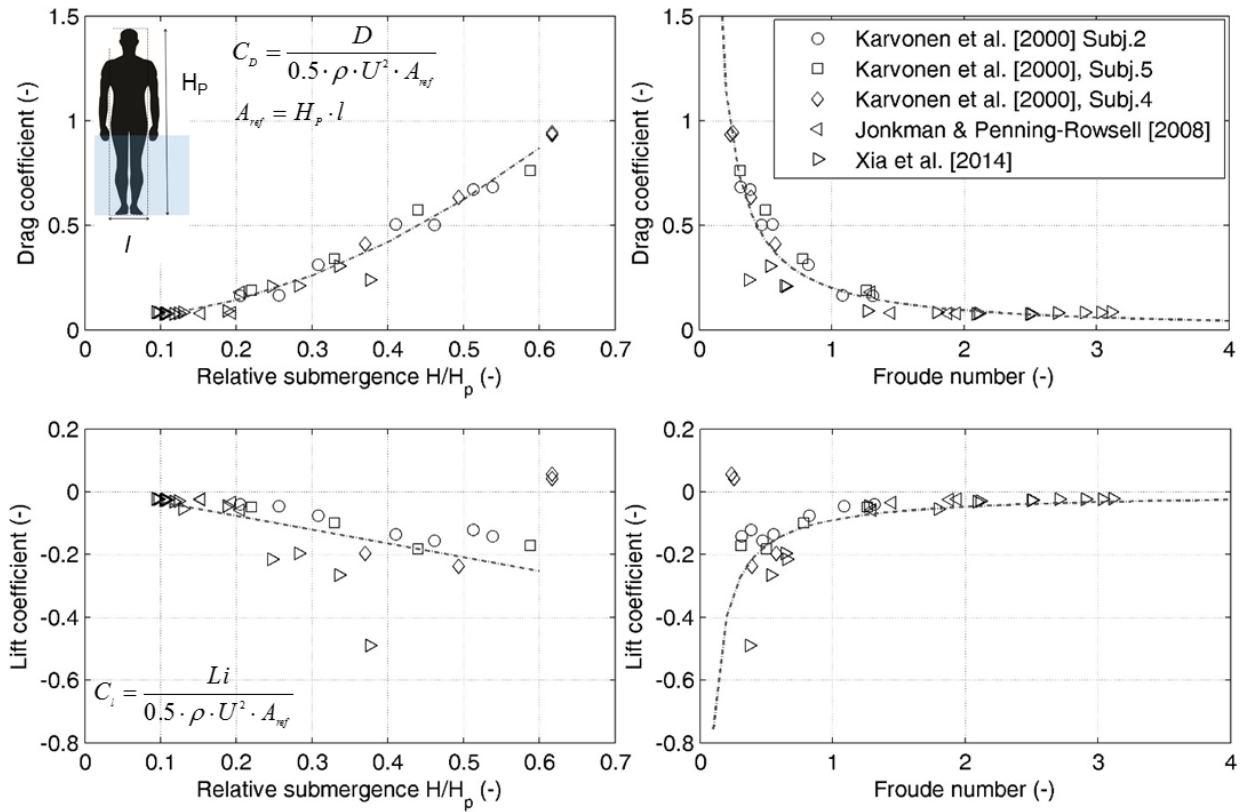 H_P
l
C_D = D / (0.5 · ρ · U² · A_ref)
A_ref = H_P · l
Drag coefficient (-)
1
0.5
0
0 0.1 0.2 0.3 0.4 0.5 0.6 0.7
Relative submergence H/H_p (-)
Karvonen et al. [2000] Subj.2
Karvonen et al. [2000], Subj.5
Karvonen et al. [2000], Subj.4
Jonkman & Penning-Rowsell [2008]
Xia et al. [2014]
Drag coefficient (-)
1.5
1
0.5
0
0 1 2 3 4
Froude number (-)
Lift coefficient (-)
0.2
0
-0.2
-0.4
-0.6
-0.8
C_i = Li / (0.5 · ρ · U² · A_ref)
0 0.1 0.2 0.3 0.4 0.5 0.6 0.7
Relative submergence H/H_p (-)
Lift coefficient (-)
0.2
0
-0.2
-0.4
-0.6
-0.8
0 1 2 3 4
Froude number (-)